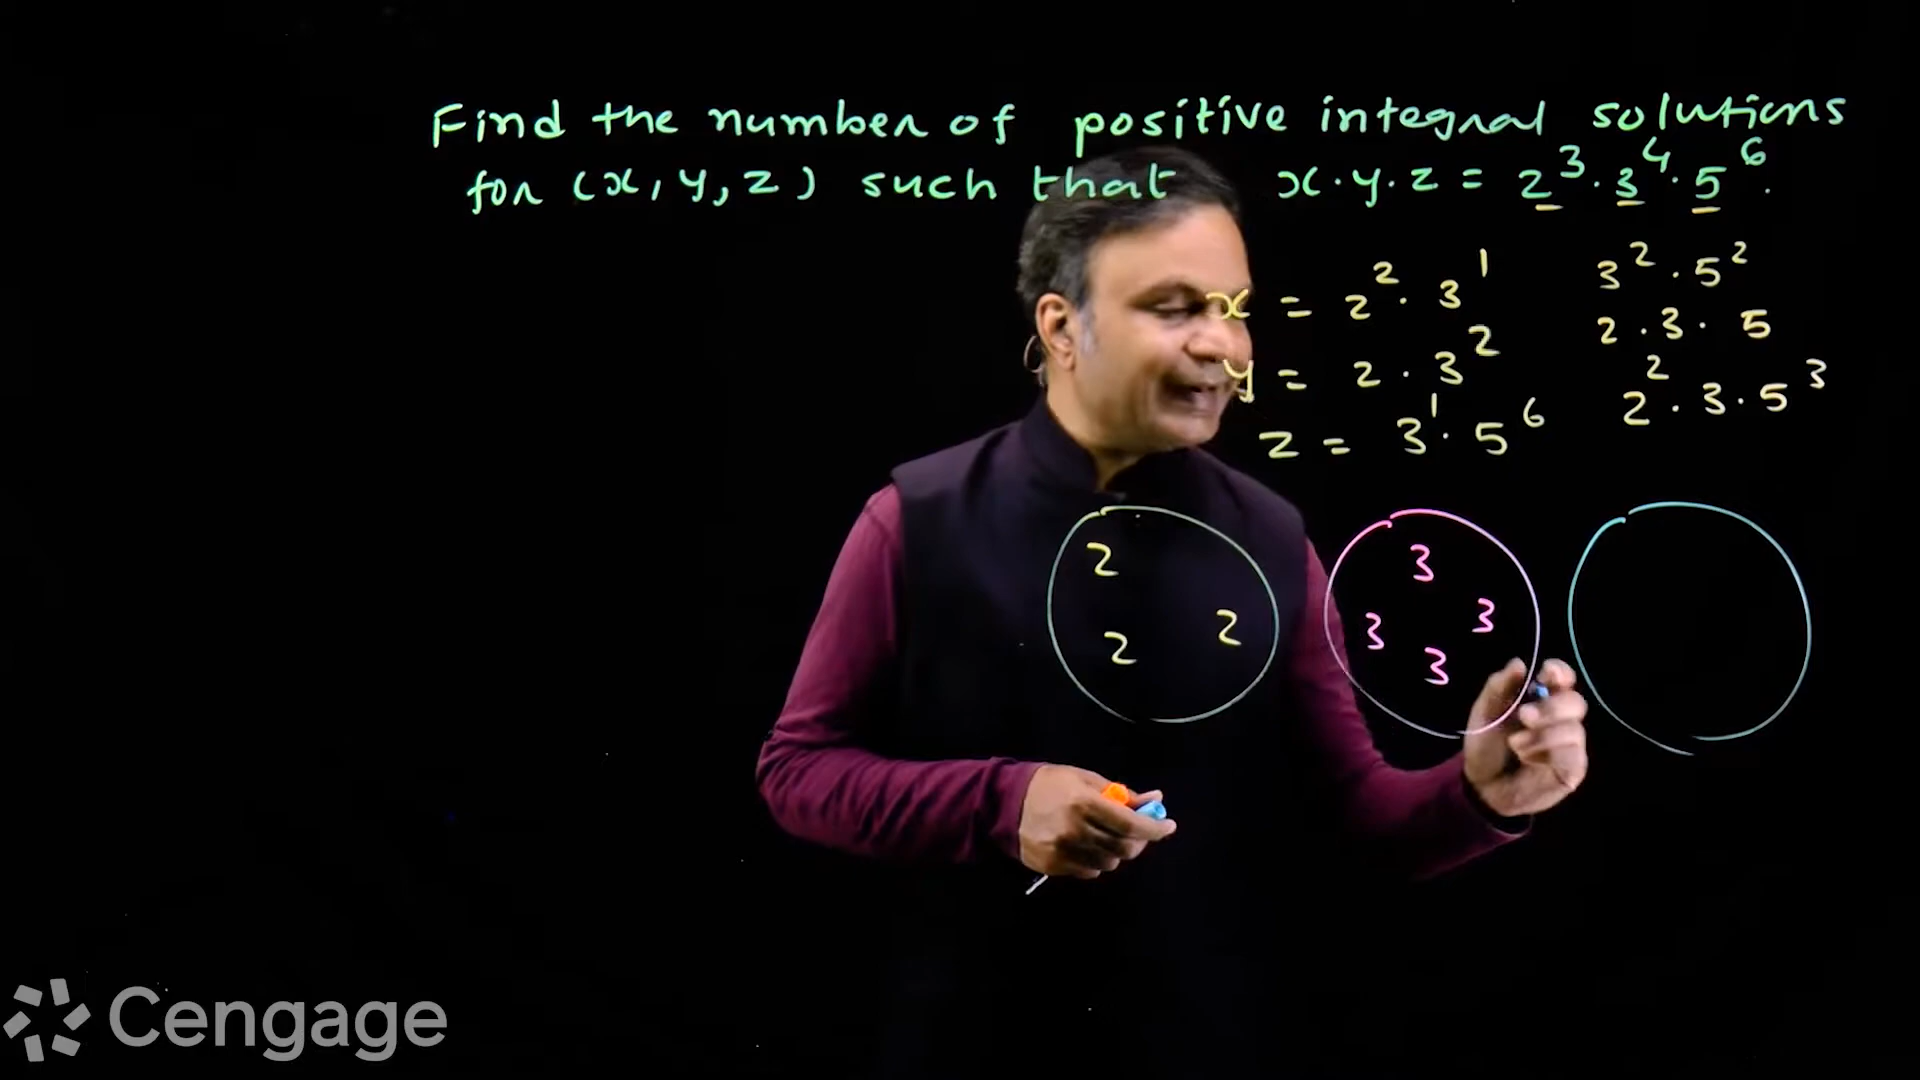 Find the number of positive integral solutions
for (x, y, z) such that x · y · z = 2³ · 3⁴ · 5⁶.
x = 2² · 3¹
y = 2 · 3²
z = 3¹ · 5⁶
3² · 5²
2 · 3 · 5
2² · 3 · 5³
2
2 2
3
3 3
3
Cengage